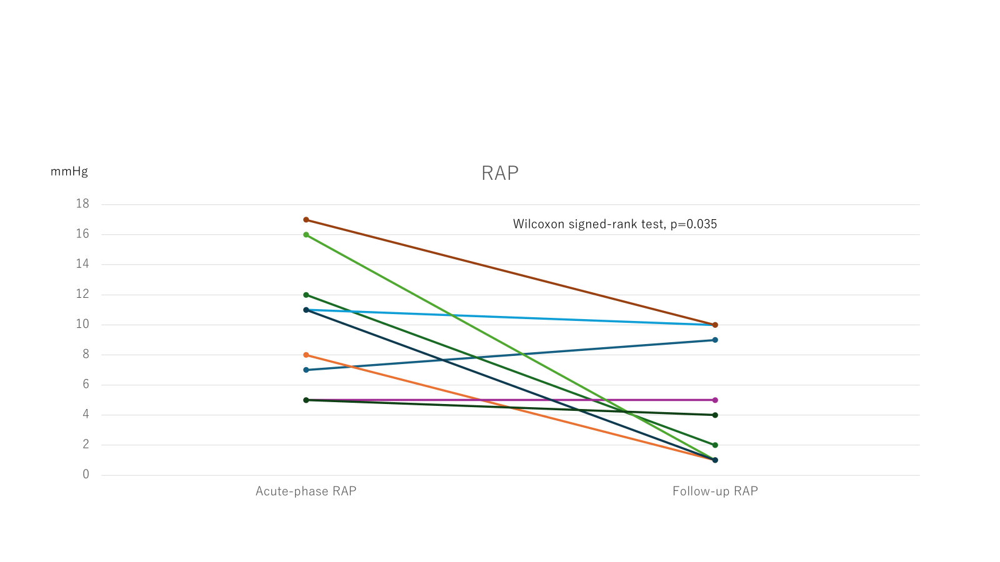 mmHg
RAP
18
Wilcoxon signed-rank test, p=0.035
16
14
12
10
8
6
4
2
0
Acute-phase RAP
Follow-up RAP